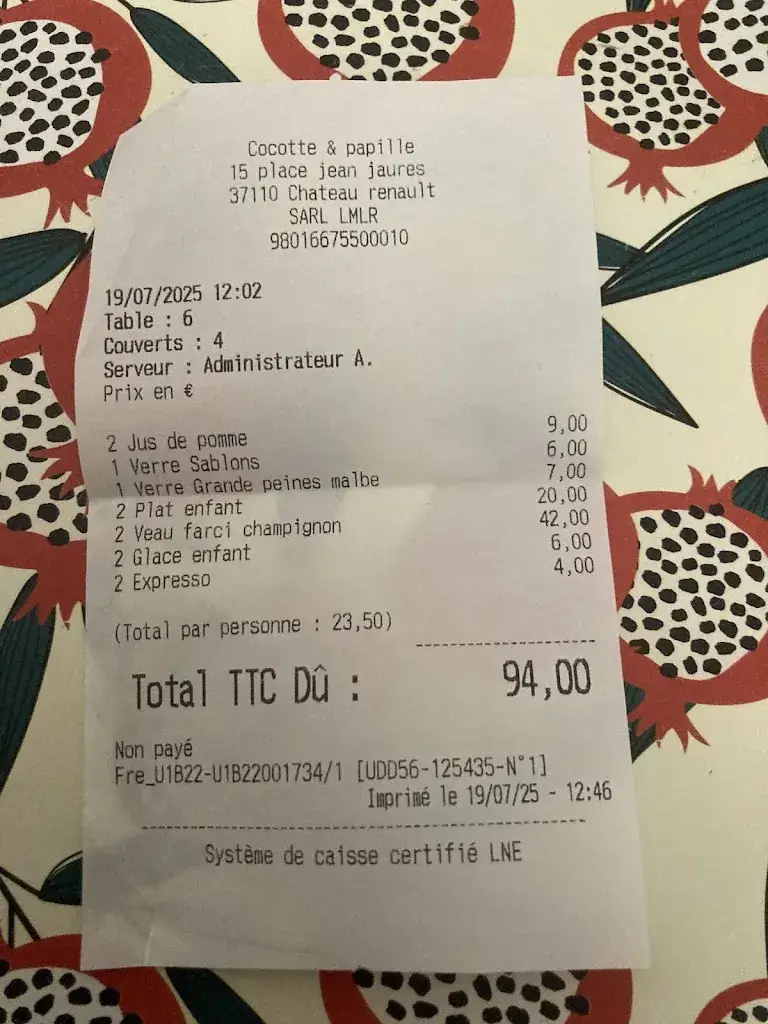 Cocotte & papille
15 place jean jaures
37110 Chateau renault
SARL LMLR
98016675500010
19/07/2025 12:02
Table : 6
Couverts : 4
Serveur : Administrateur A.
Prix en €
2 Jus de pomme 9,00
1 Verre Sablons 6,00
1 Verre Grande peines malbe 7,00
2 Plat enfant 20,00
2 Veau farci champignon 42,00
2 Glace enfant 6,00
2 Expresso 4,00
(Total par personne : 23,50)
Total TTC Dû : 94,00
Non payé
Fre_U1B22-U1B22001734/1 [UDD56-125435-N°1]
Imprimé le 19/07/25 - 12:46
Système de caisse certifié LNE